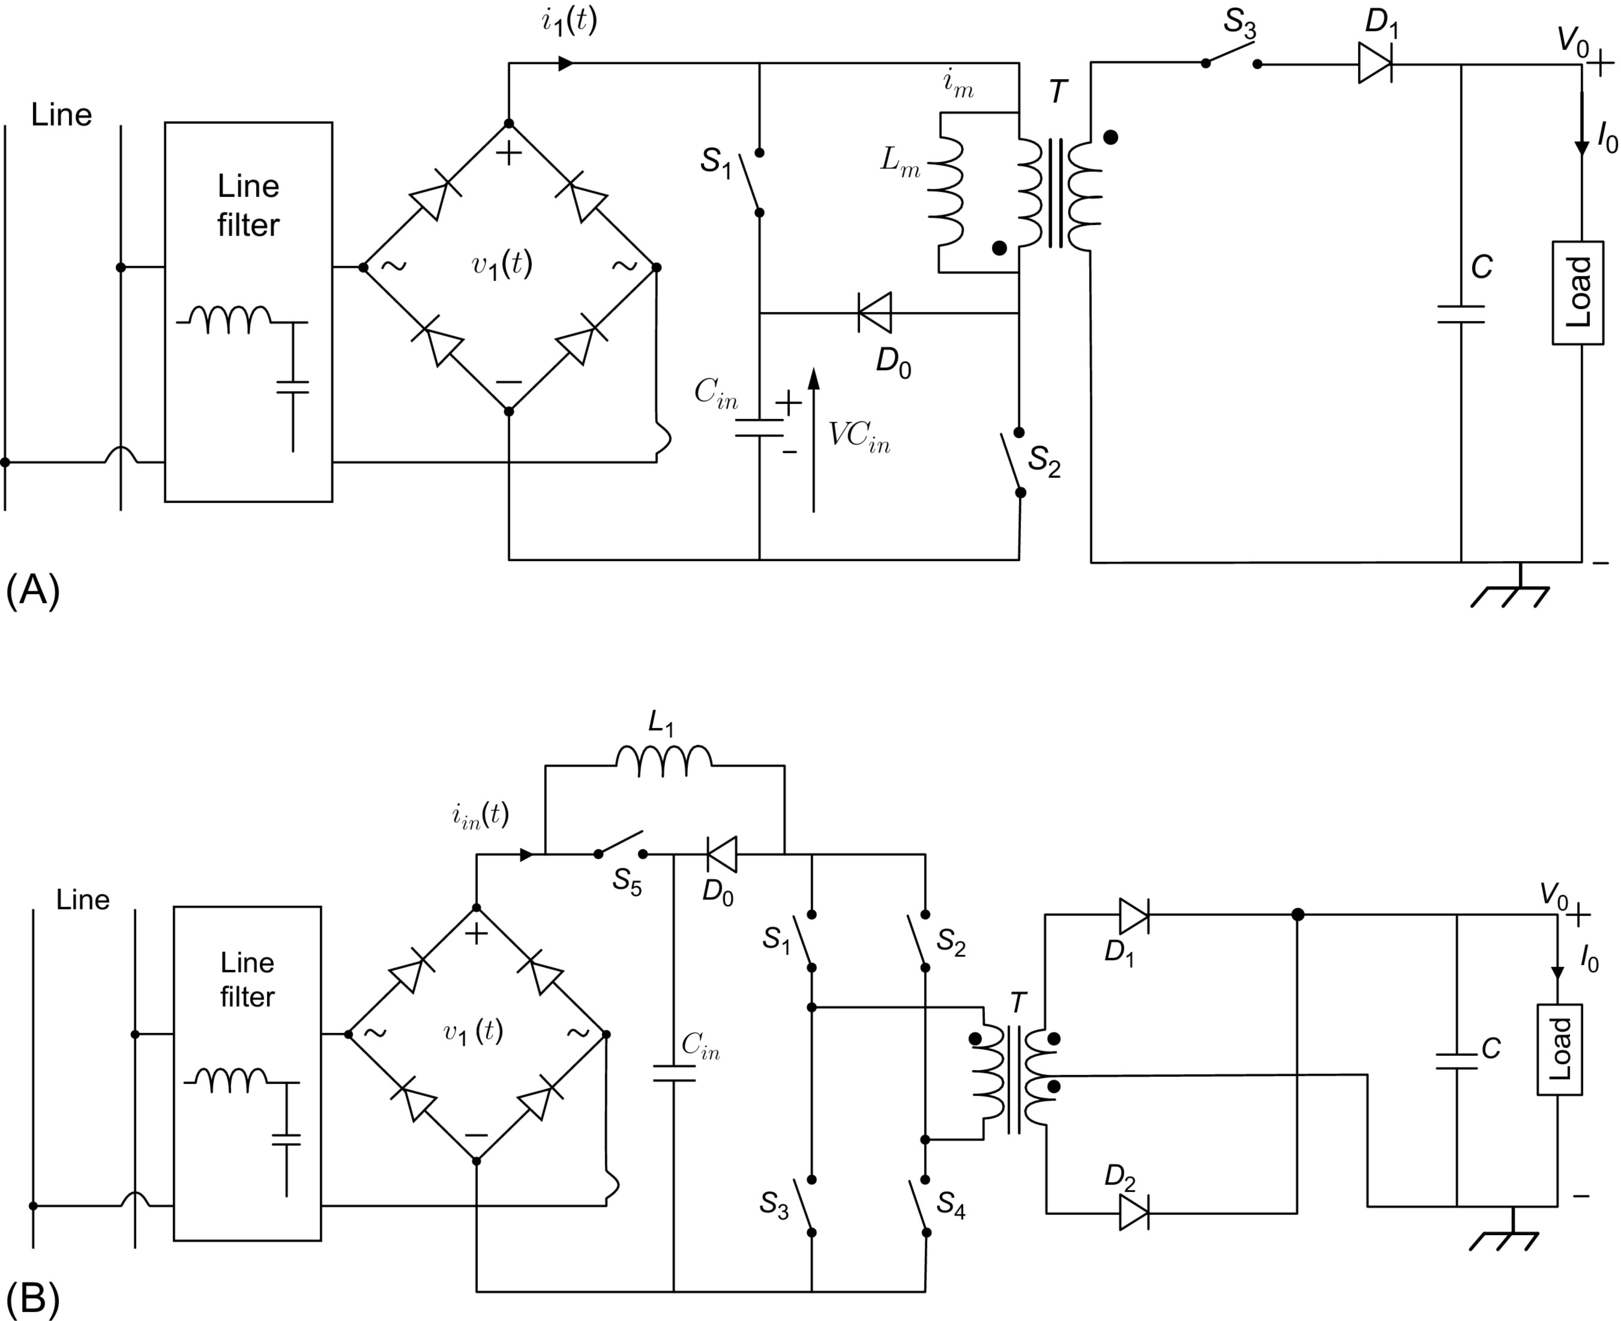 i₁(t)
S₃
D₁
V₀
+
Line
iₘ
T
I₀
+
S₁
Lₘ
Line
filter
~
v₁(t)
~
C
Load
D₀
−
Cᵢₙ
+
VCᵢₙ
-
S₂
−
(A)
L₁
iᵢₙ(t)
S₅
D₀
Line
V₀
+
+
S₁
S₂
D₁
I₀
Line
filter
T
~
v₁(t)
~
Cᵢₙ
C
Load
−
S₃
S₄
D₂
−
(B)